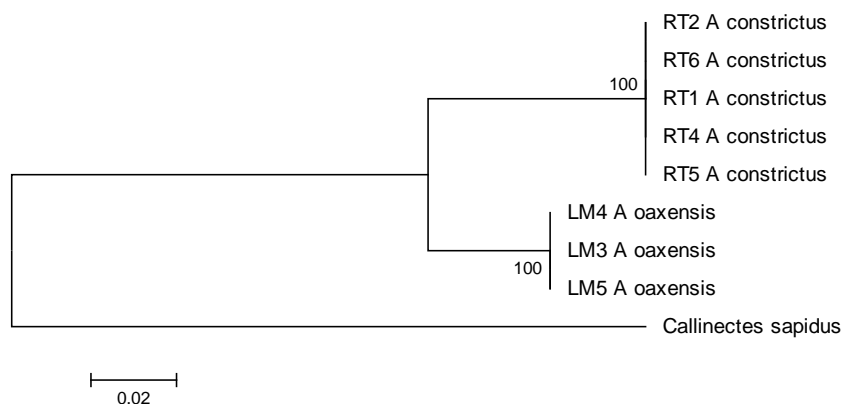 RT2 A constrictus
RT6 A constrictus
100
RT1 A constrictus
RT4 A constrictus
RT5 A constrictus
LM4 A oaxensis
LM3 A oaxensis
100
LM5 A oaxensis
Callinectes sapidus
0.02